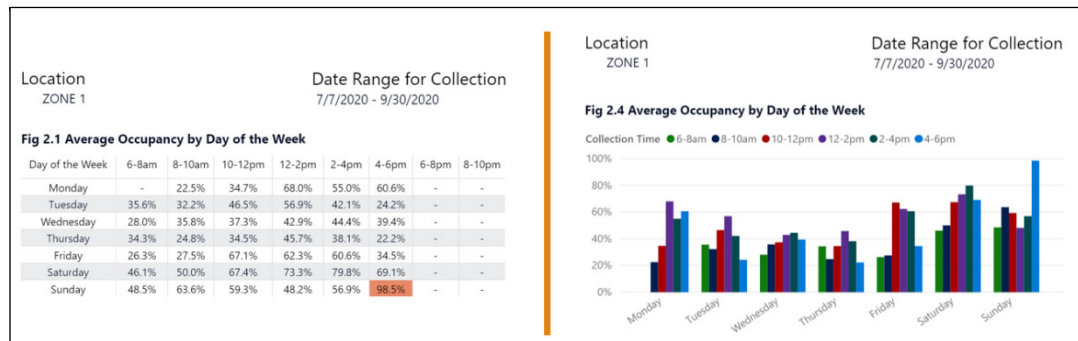 Location
ZONE 1
Date Range for Collection
7/7/2020 - 9/30/2020
Fig 2.1 Average Occupancy by Day of the Week
Day of the Week 6-8am 8-10am 10-12pm 12-2pm 2-4pm 4-6pm 6-8pm 8-10pm
Monday - 22.5% 34.7% 68.0% 55.0% 60.6% - -
Tuesday 35.6% 32.2% 46.5% 56.9% 42.1% 24.2% - -
Wednesday 28.0% 35.8% 37.3% 42.9% 44.4% 39.4% - -
Thursday 34.3% 24.8% 34.5% 45.7% 38.1% 22.2% - -
Friday 26.3% 27.5% 67.1% 62.3% 60.6% 34.5% - -
Saturday 46.1% 50.0% 67.4% 73.3% 79.8% 69.1% - -
Sunday 48.5% 63.6% 59.3% 48.2% 56.9% 98.5% - -
Location
ZONE 1
Date Range for Collection
7/7/2020 - 9/30/2020
Fig 2.4 Average Occupancy by Day of the Week
Collection Time 6-8am 8-10am 10-12pm 12-2pm 2-4pm 4-6pm
100%
80%
60%
40%
20%
0%
Monday
Tuesday
Wednesday
Thursday
Friday
Saturday
Sunday